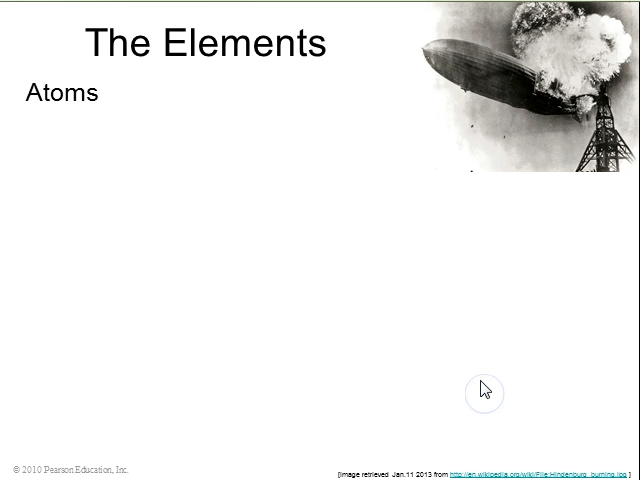 The Elements
Atoms
© 2010 Pearson Education, Inc.
[Image retrieved Jan.11 2013 from http://en.wikipedia.org/wiki/File:Hindenburg_burning.jpg ]